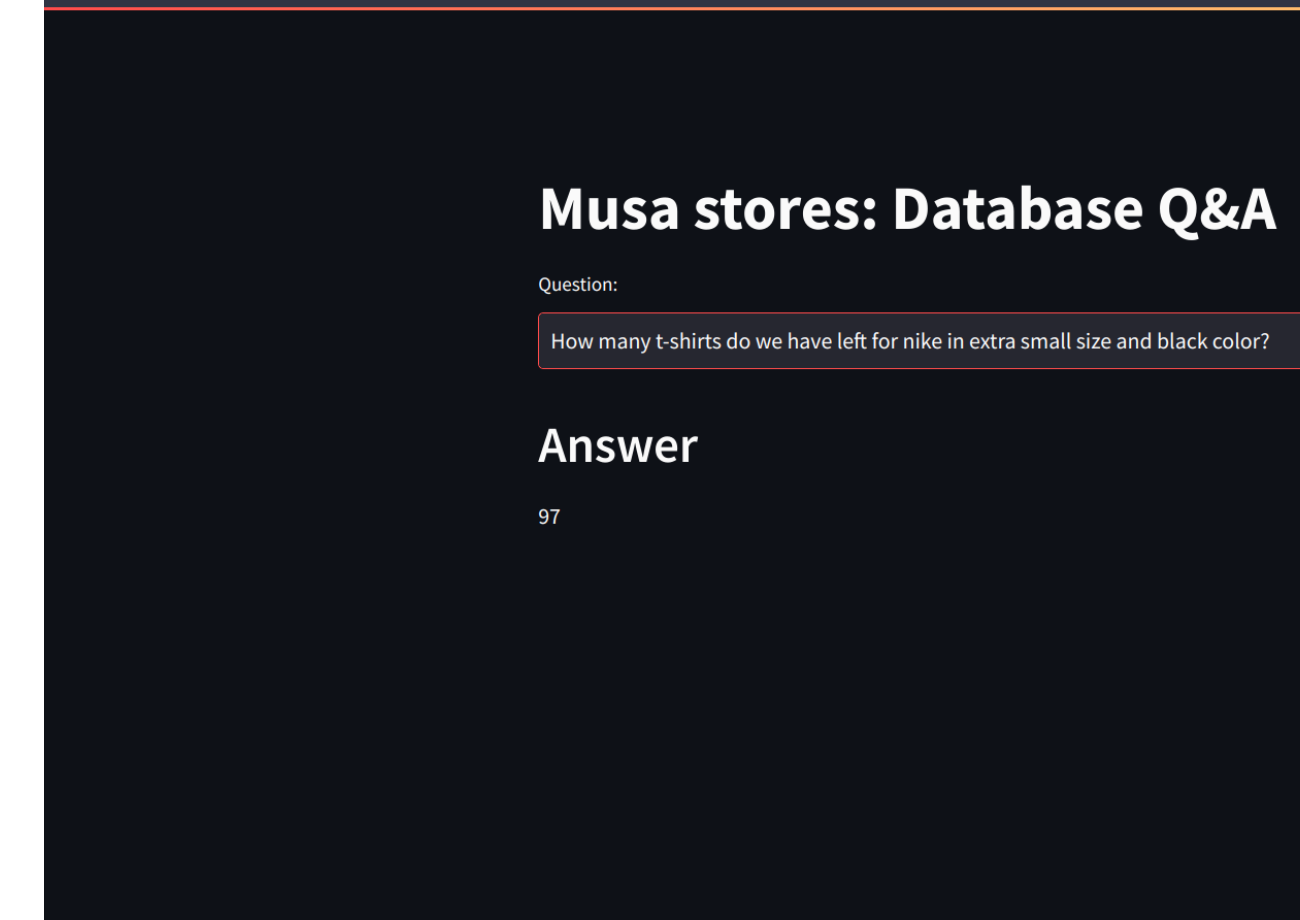 Musa stores: Database Q&A
Question:
How many t-shirts do we have left for nike in extra small size and black color?
Answer
97